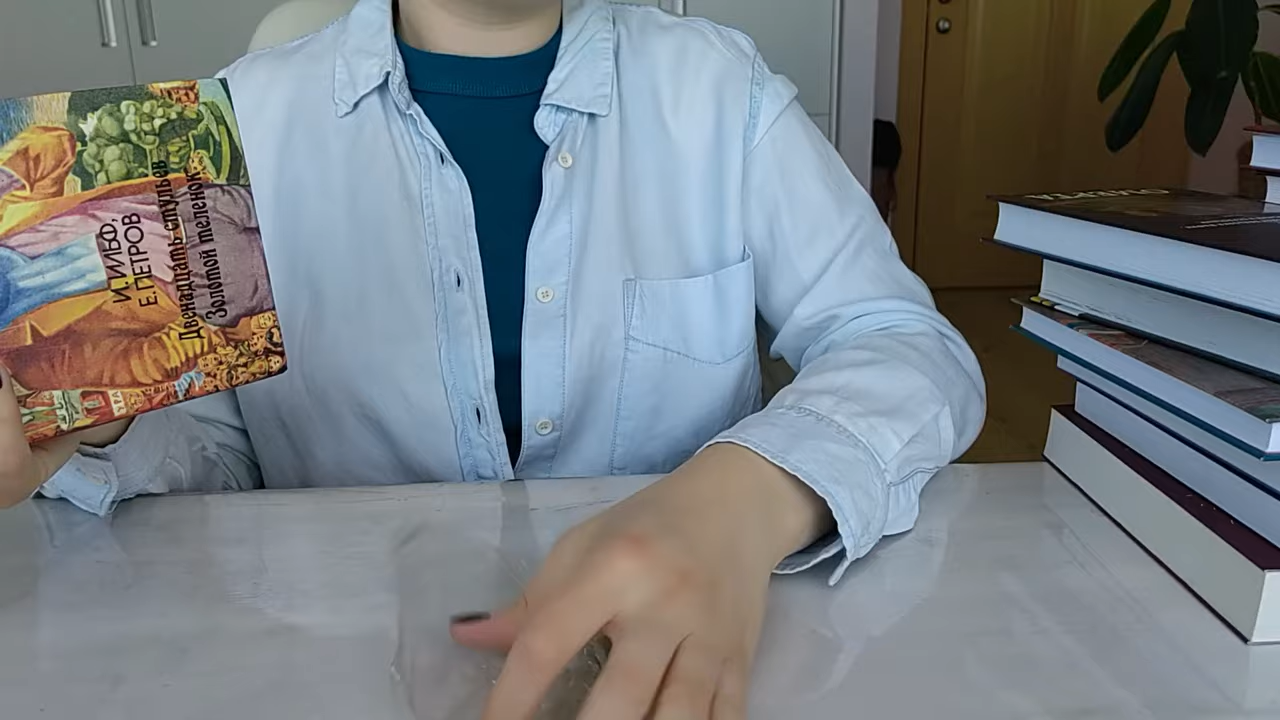 И. ИЛЬФ,
Е. ПЕТРОВ
Двенадцать стульев
Золотой теленок